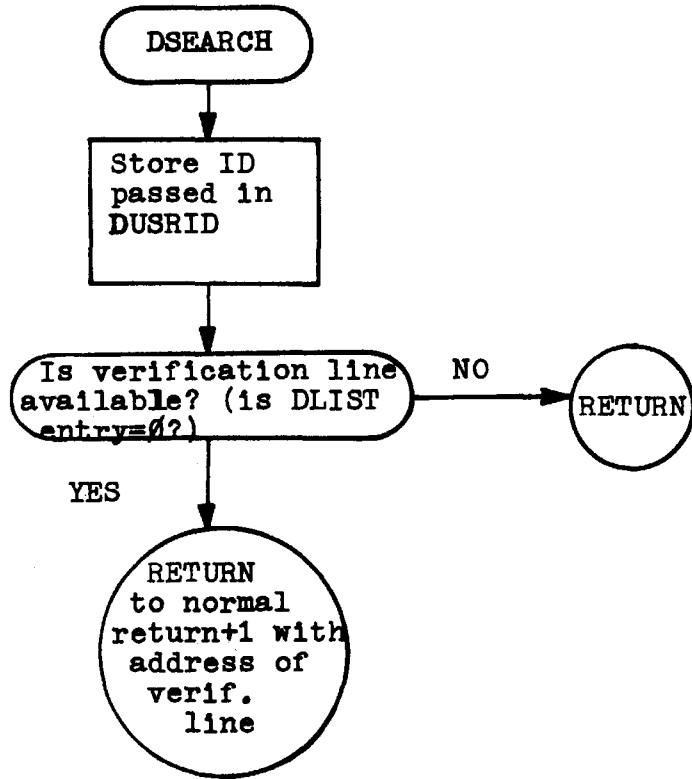 DSEARCH
Store ID
passed in
DUSRID
Is verification line
available? (is DLIST
entry=Ø?)
NO
RETURN
YES
RETURN
to normal
return+1 with
address of
verif.
line